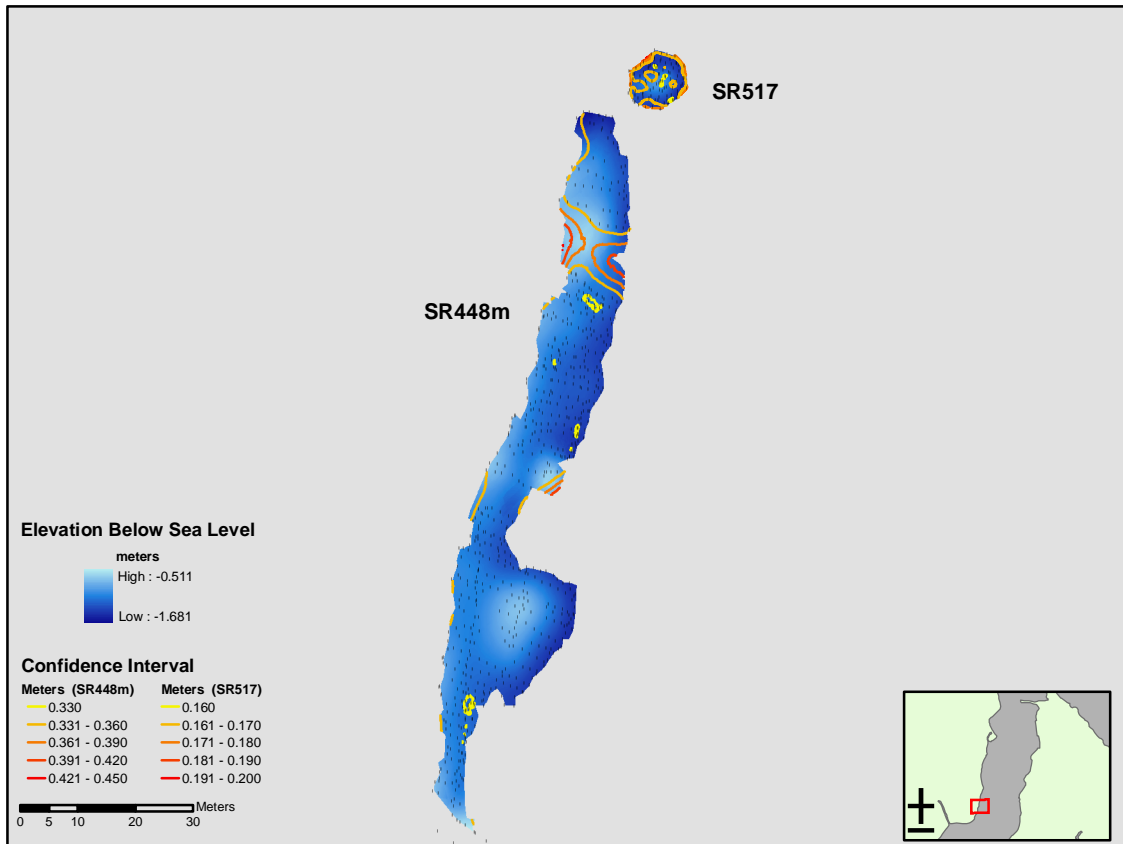 SR517
SR448m
Elevation Below Sea Level
meters
High : -0.511
Low : -1.681
Confidence Interval
Meters (SR448m) Meters (SR517)
0.330 0.160
0.331 - 0.360 0.161 - 0.170
0.361 - 0.390 0.171 - 0.180
0.391 - 0.420 0.181 - 0.190
0.421 - 0.450 0.191 - 0.200
Meters
0 5 10 20 30